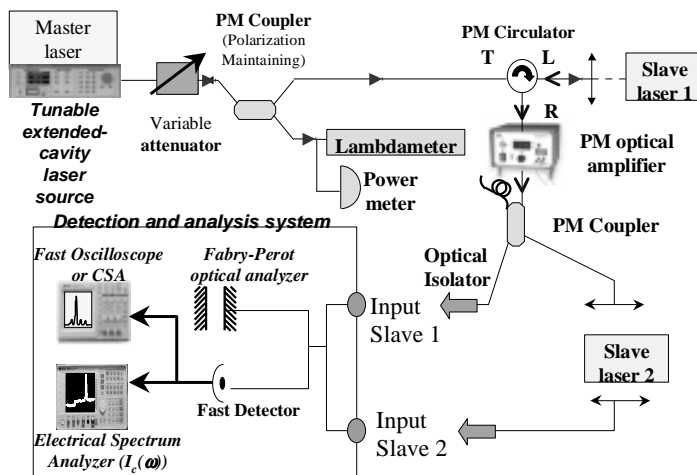 Master
laser
Tunable
extended-
cavity
laser
source
Variable
attenuator
PM Coupler
(Polarization
Maintaining)
Lambdameter
Power
meter
PM Circulator
T
L
R
Slave
laser 1
PM optical
amplifier
PM Coupler
Optical
Isolator
Slave
laser 2
Detection and analysis system
Fast Oscilloscope
or CSA
Fabry-Perot
optical analyzer
Input
Slave 1
Fast Detector
Input
Slave 2
Electrical Spectrum
Analyzer (I_c(ω))